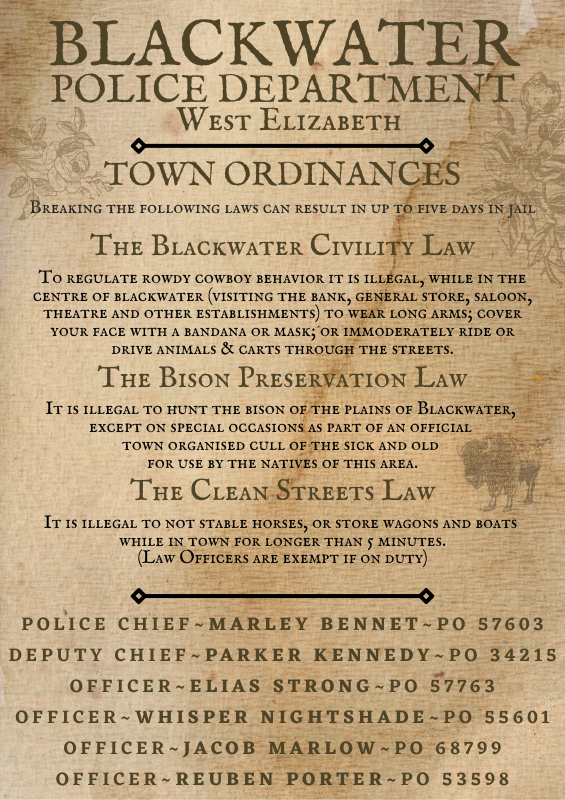 BLACKWATER
POLICE DEPARTMENT
West Elizabeth
TOWN ORDINANCES
Breaking the following laws can result in up to five days in jail
The Blackwater Civility Law
To regulate rowdy cowboy behavior it is illegal, while in the
centre of blackwater (visiting the bank, general store, saloon,
theatre and other establishments) to wear long arms; cover
your face with a bandana or mask; or immoderately ride or
drive animals & carts through the streets.
The Bison Preservation Law
It is illegal to hunt the bison of the plains of Blackwater,
except on special occasions as part of an official
town organised cull of the sick and old
for use by the natives of this area.
The Clean Streets Law
It is illegal to not stable horses, or store wagons and boats
while in town for longer than 5 minutes.
(Law Officers are exempt if on duty)
POLICE CHIEF~MARLEY BENNET~PO 57603
DEPUTY CHIEF~PARKER KENNEDY~PO 34215
OFFICER~ELIAS STRONG~PO 57763
OFFICER~WHISPER NIGHTSHADE~PO 55601
OFFICER~JACOB MARLOW~PO 68799
OFFICER~REUBEN PORTER~PO 53598